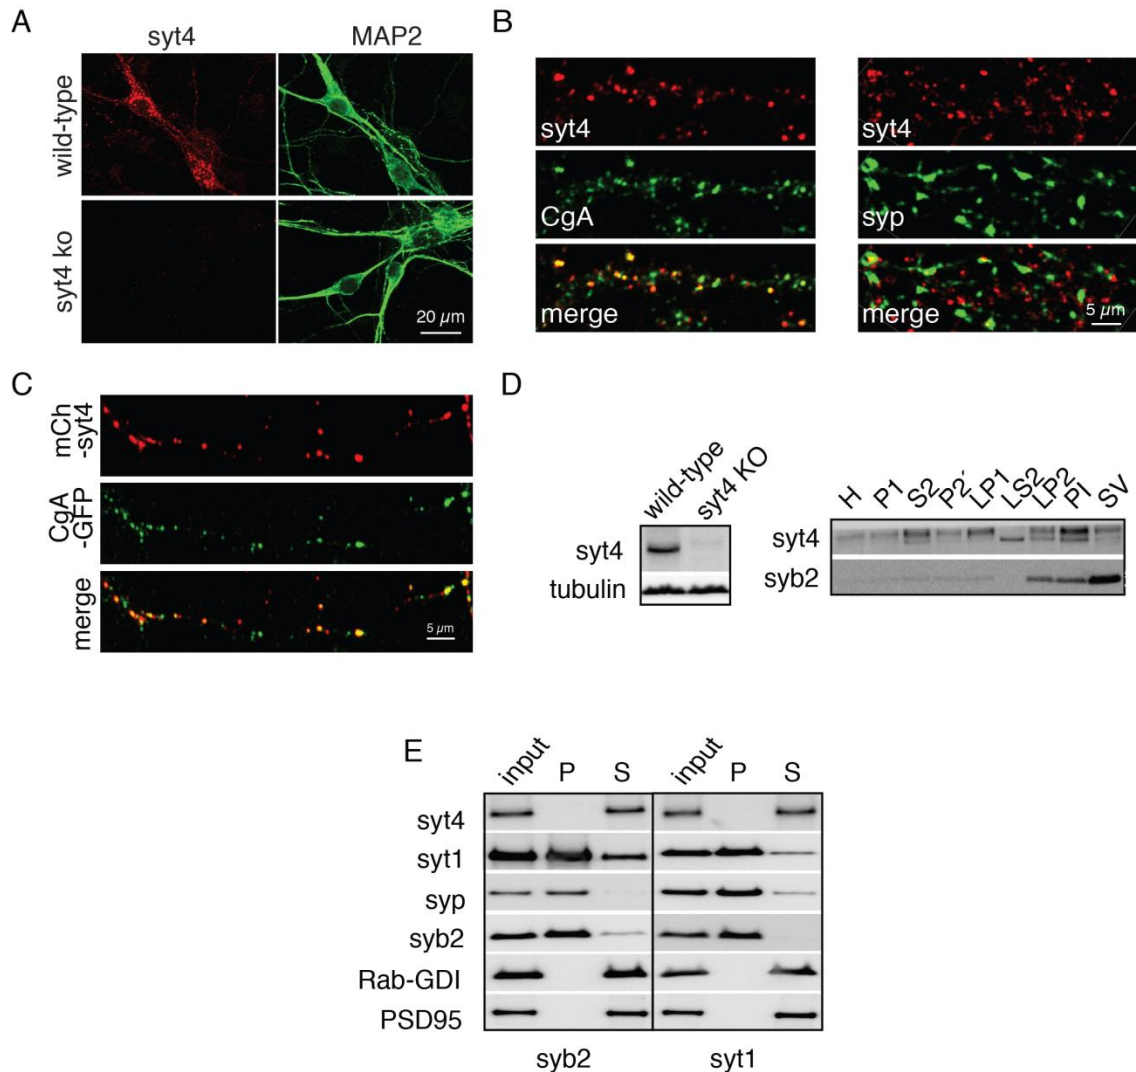 A
syt4 MAP2
wild-type
syt4 ko
20 µm
B
syt4
CgA
merge
syt4
syp
merge
5 µm
C
mCh
-syt4
CgA
-GFP
merge
5 µm
D
wild-type
syt4 KO
syt4
tubulin
H P1 S2 P2′ LP1 LS2 LP2 PI SV
syt4
syb2
E
input P S input P S
syt4
syt1
syp
syb2
Rab-GDI
PSD95
syb2 syt1